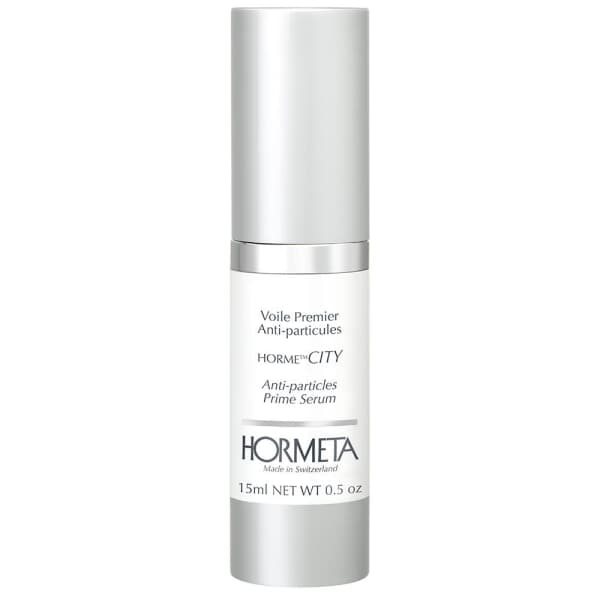 Voile Premier
Anti-particules
HORME™CITY
Anti-particles
Prime Serum
HORMETA
Made in Switzerland
15ml NET WT 0.5 oz